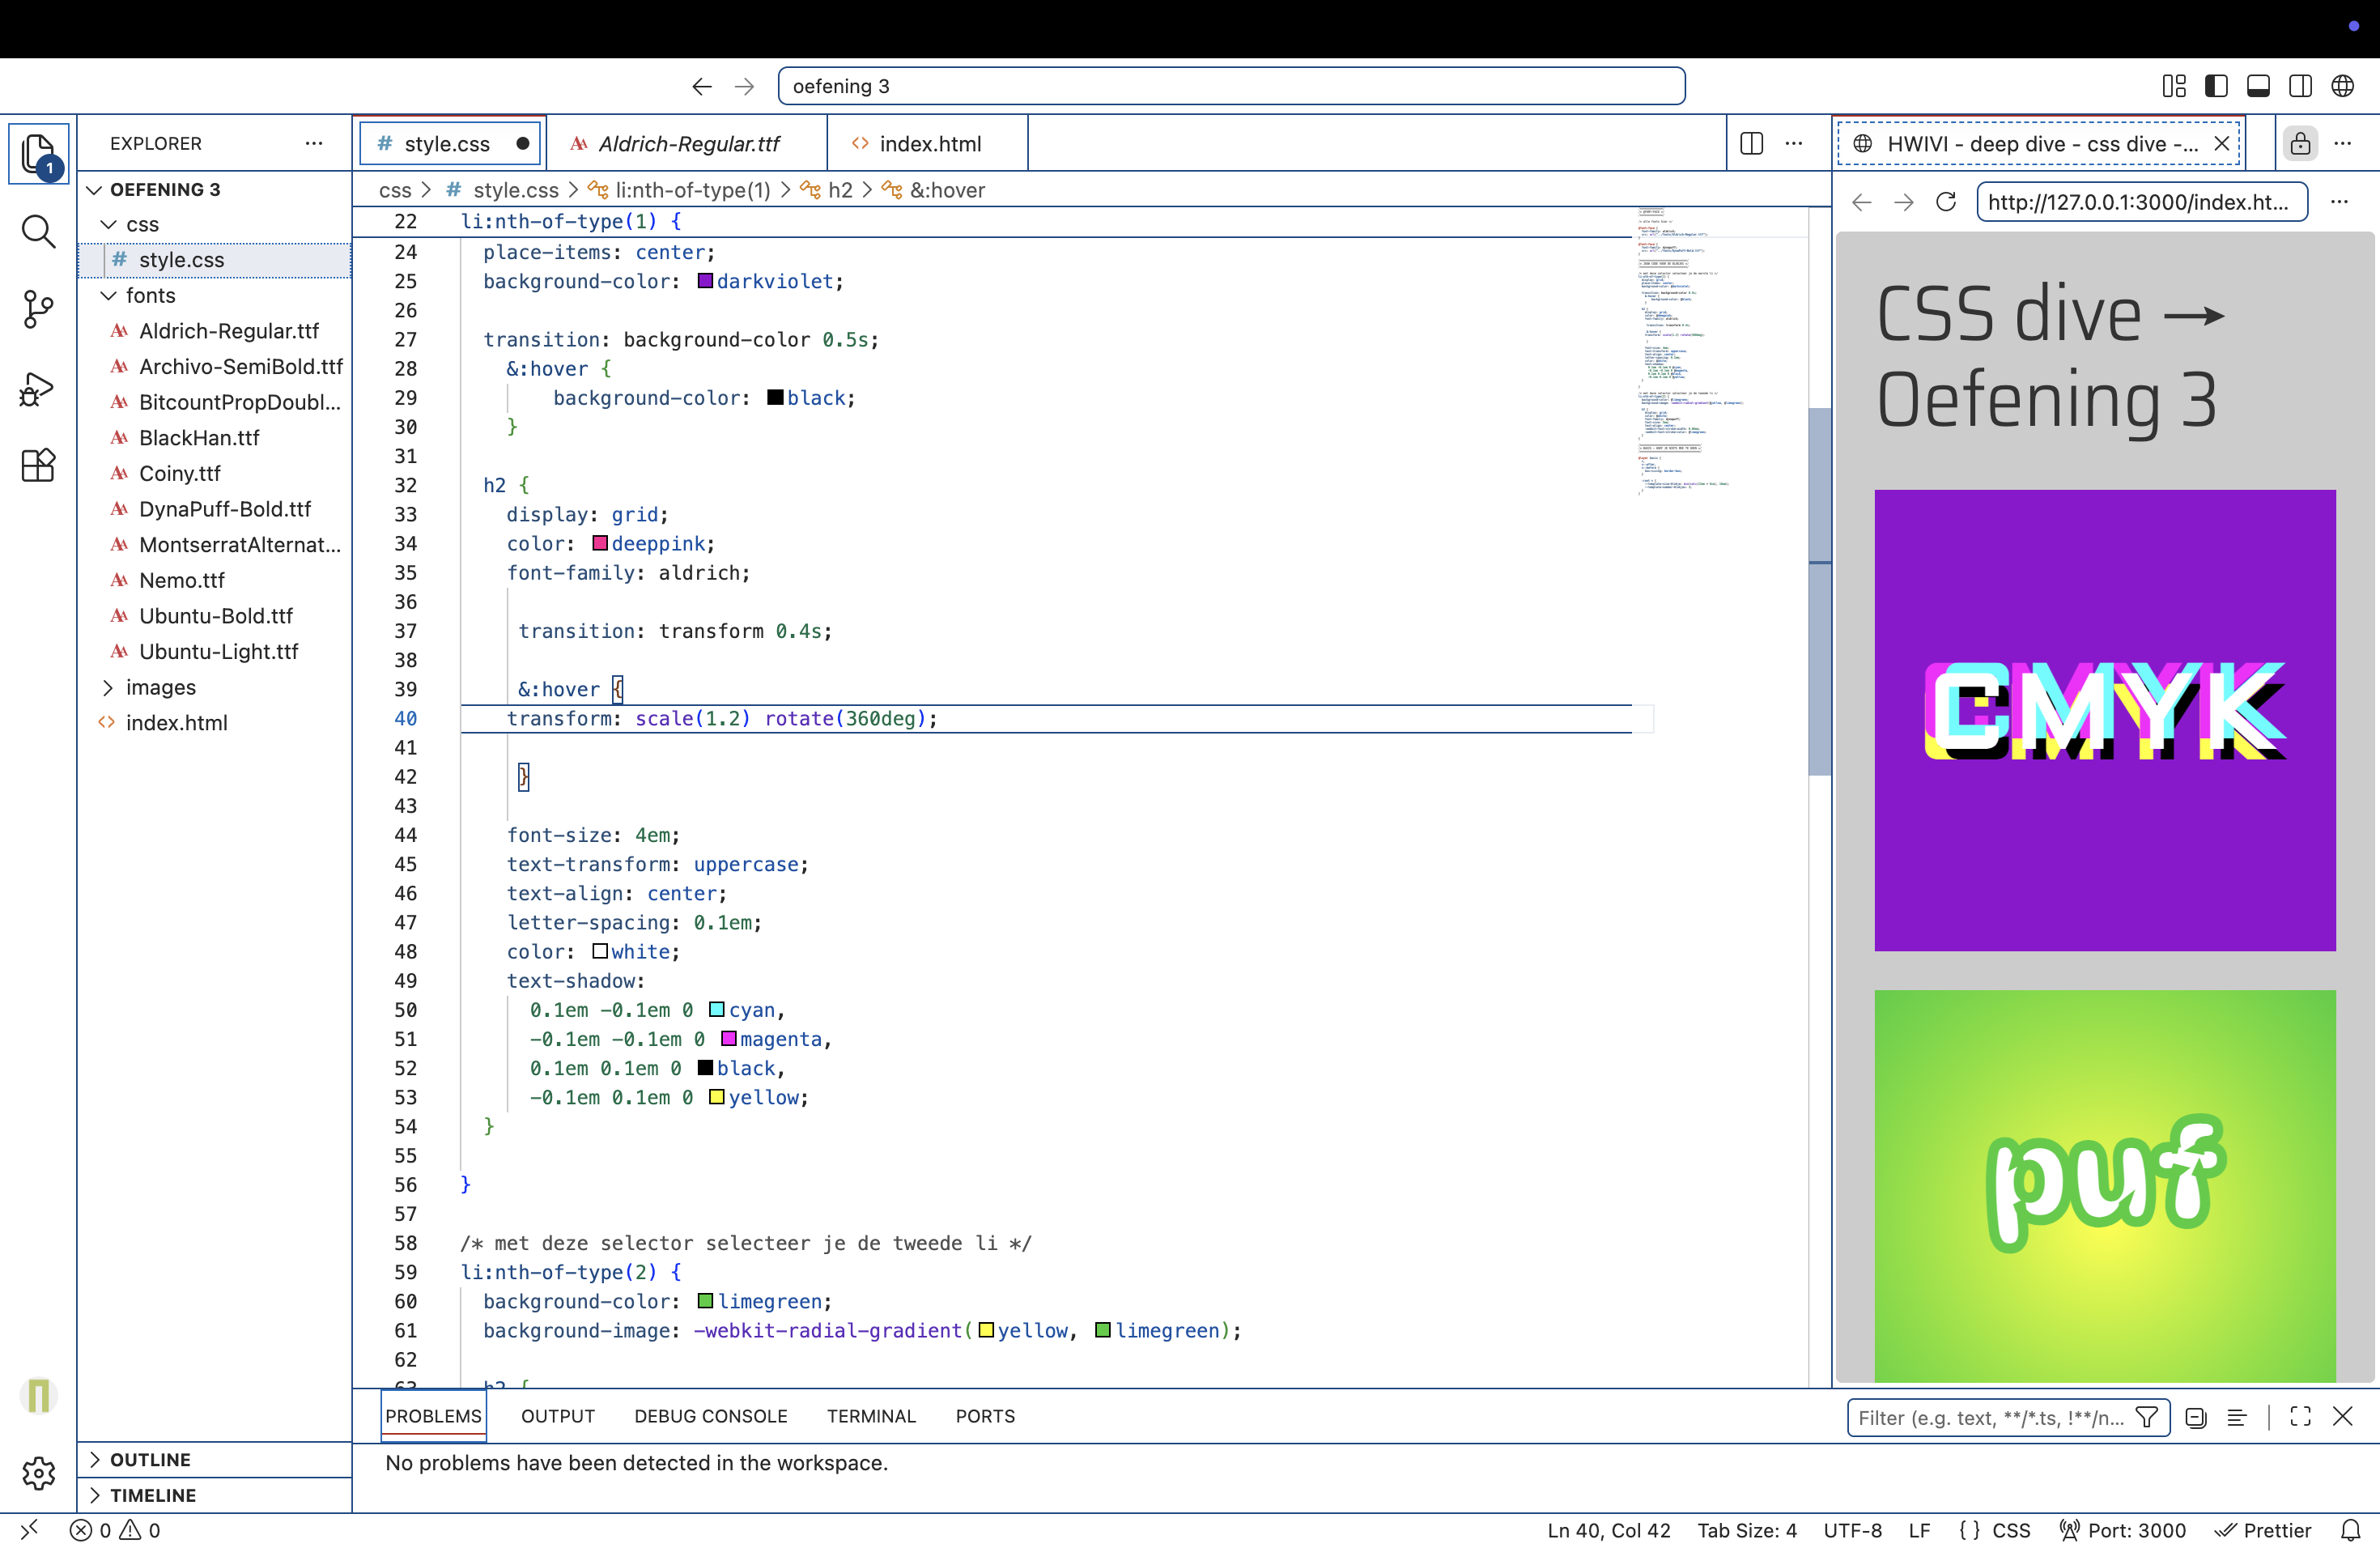 oefening 3
EXPLORER
OEFENING 3
css
# style.css
fonts
Aldrich-Regular.ttf
Archivo-SemiBold.ttf
BitcountPropDoubl...
BlackHan.ttf
Coiny.ttf
DynaPuff-Bold.ttf
MontserratAlternat...
Nemo.ttf
Ubuntu-Bold.ttf
Ubuntu-Light.ttf
images
<> index.html
OUTLINE
TIMELINE
1
# style.css
Aldrich-Regular.ttf
<> index.html
css > # style.css > li:nth-of-type(1) > h2 > &:hover
22 li:nth-of-type(1) {
24 place-items: center;
25 background-color: darkviolet;
26
27 transition: background-color 0.5s;
28 &:hover {
29 background-color: black;
30 }
31
32 h2 {
33 display: grid;
34 color: deeppink;
35 font-family: aldrich;
36
37 transition: transform 0.4s;
38
39 &:hover {
40 transform: scale(1.2) rotate(360deg);
41
42 }
43
44 font-size: 4em;
45 text-transform: uppercase;
46 text-align: center;
47 letter-spacing: 0.1em;
48 color: white;
49 text-shadow:
50 0.1em -0.1em 0 cyan,
51 -0.1em -0.1em 0 magenta,
52 0.1em 0.1em 0 black,
53 -0.1em 0.1em 0 yellow;
54 }
55
56 }
57
58 /* met deze selector selecteer je de tweede li */
59 li:nth-of-type(2) {
60 background-color: limegreen;
61 background-image: -webkit-radial-gradient(yellow, limegreen);
62
63 h2 {
HWIVI - deep dive - css dive -...
http://127.0.0.1:3000/index.ht...
CSS dive →
Oefening 3
CMYK
puf
PROBLEMS
OUTPUT
DEBUG CONSOLE
TERMINAL
PORTS
Filter (e.g. text, **/*.ts, !**/n...
No problems have been detected in the workspace.
0 0
Ln 40, Col 42
Tab Size: 4
UTF-8
LF
{ } CSS
Port: 3000
Prettier